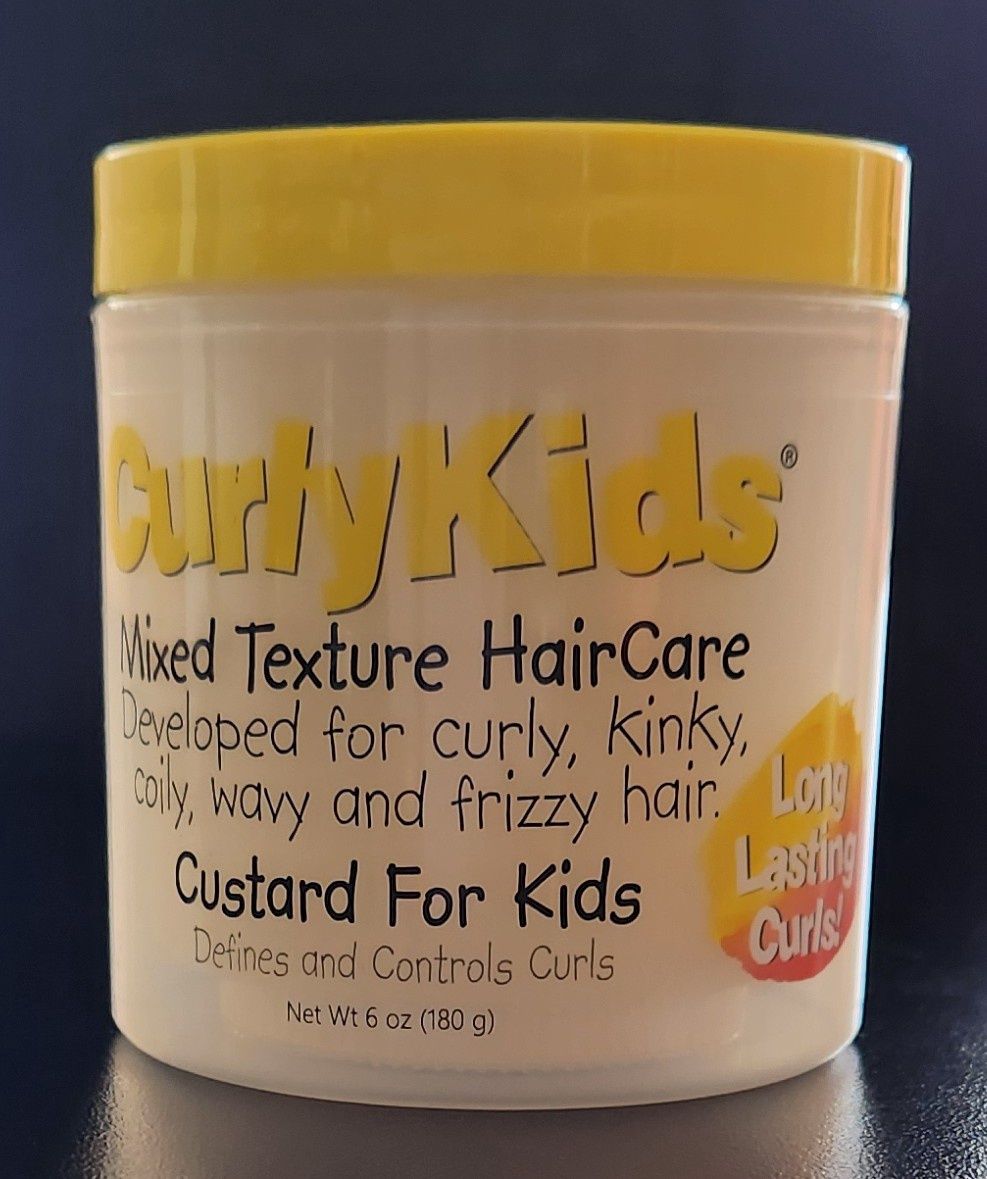 CurlyKids®
Mixed Texture HairCare
Developed for curly, kinky,
coily, wavy and frizzy hair.
Long
Lasting
Curls!
Custard For Kids
Defines and Controls Curls
Net Wt 6 oz (180 g)